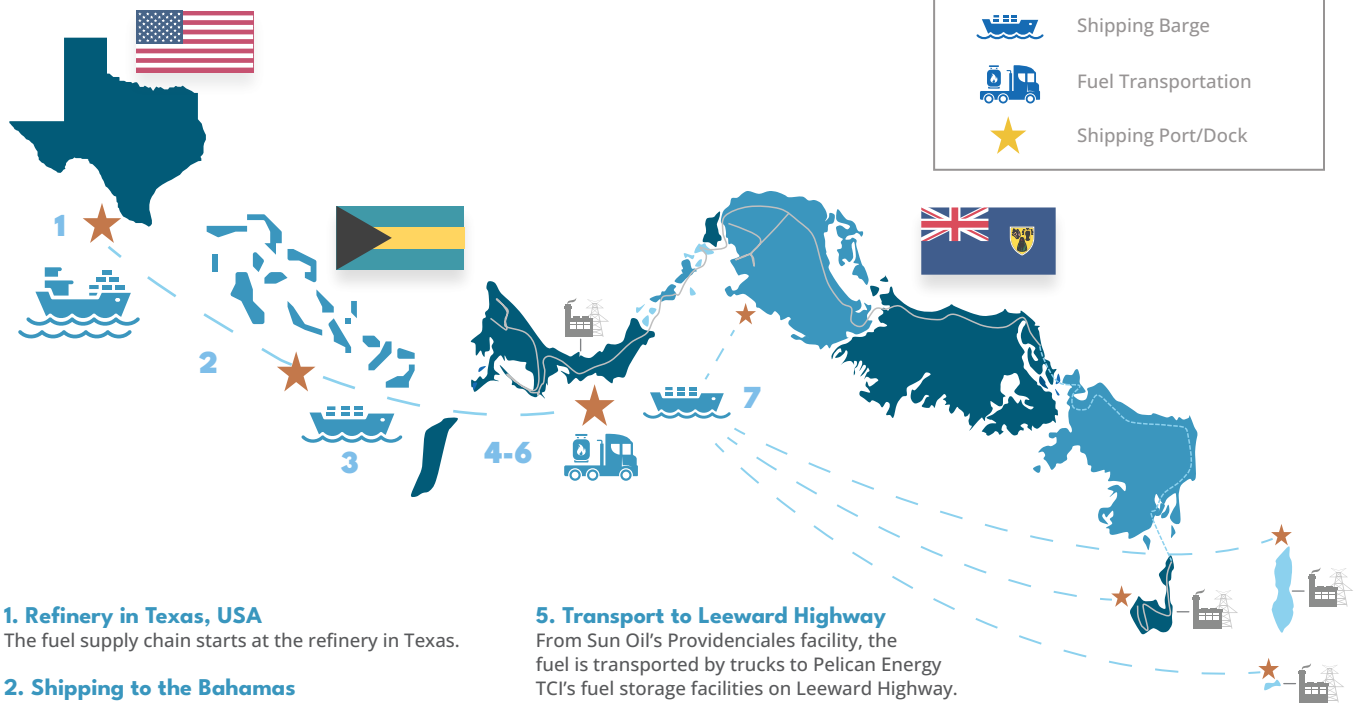 Shipping Barge
Fuel Transportation
Shipping Port/Dock
1
2
3
4-6
7
1. Refinery in Texas, USA
The fuel supply chain starts at the refinery in Texas.
2. Shipping to the Bahamas
5. Transport to Leeward Highway
From Sun Oil's Providenciales facility, the
fuel is transported by trucks to Pelican Energy
TCI's fuel storage facilities on Leeward Highway.